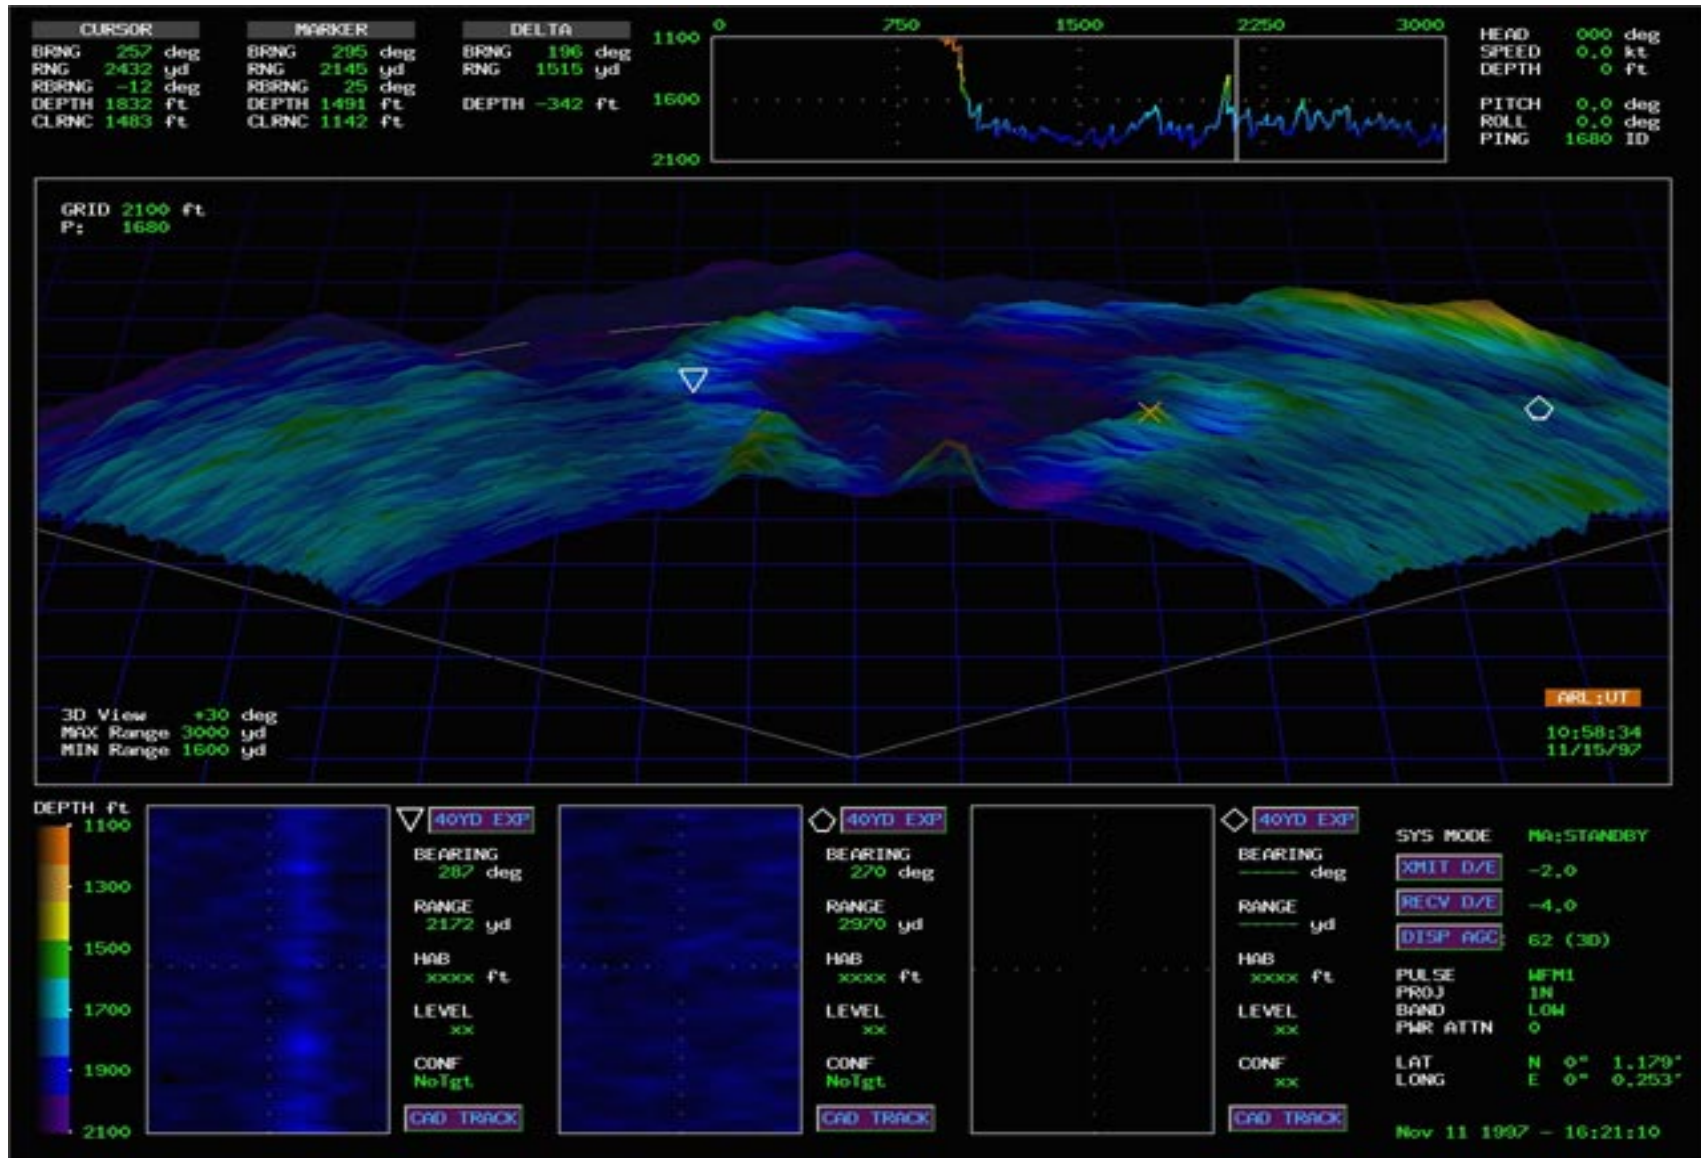 CURSOR
BRNG 257 deg
RNG 2432 yd
RBRNG -12 deg
DEPTH 1832 ft
CLRNC 1483 ft
MARKER
BRNG 295 deg
RNG 2145 yd
RBRNG 25 deg
DEPTH 1491 ft
CLRNC 1142 ft
DELTA
BRNG 196 deg
RNG 1515 yd
DEPTH -342 ft
0 750 1500 2250 3000
1100
1600
2100
HEAD 000 deg
SPEED 0.0 kt
DEPTH 0 ft
PITCH 0.0 deg
ROLL 0.0 deg
PING 1680 ID
GRID 2100 ft
P: 1680
3D View +30 deg
MAX Range 3000 yd
MIN Range 1600 yd
ARL:UT
10:58:34
11/15/97
DEPTH ft
1100
1300
1500
1700
1900
2100
40YD EXP
BEARING
287 deg
RANGE
2172 yd
HAB
xxxx ft
LEVEL
xx
CONF
NoTgt
CAD TRACK
40YD EXP
BEARING
270 deg
RANGE
2970 yd
HAB
xxxx ft
LEVEL
xx
CONF
NoTgt
CAD TRACK
40YD EXP
BEARING
----- deg
RANGE
----- yd
HAB
xxxx ft
LEVEL
xx
CONF
xx
CAD TRACK
SYS MODE MA:STANDBY
XMIT D/E -2.0
RECV D/E -4.0
DISP AGC: 62 (3D)
PULSE WFM1
PROJ 1N
BAND LOW
PWR ATTN 0
LAT N 0° 1.179'
LONG E 0° 0.253'
Nov 11 1997 - 16:21:10